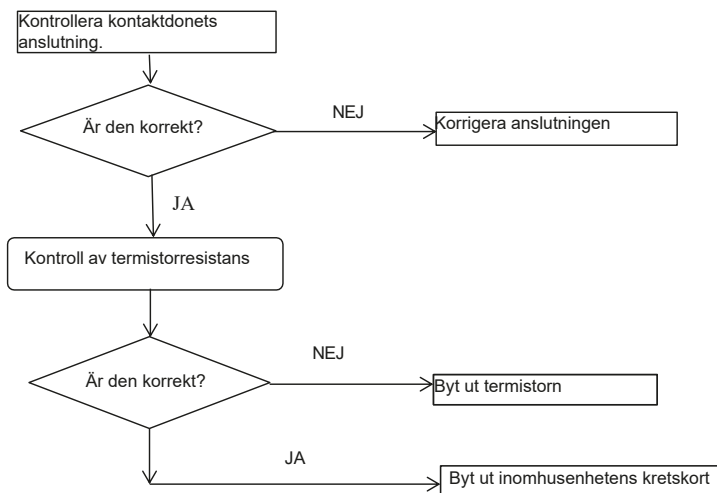 Kontrollera kontaktdonets
anslutning.
Är den korrekt?
NEJ
Korrigera anslutningen
JA
Kontroll av termistorresistans
NEJ
Är den korrekt?
Byt ut termistorn
JA
Byt ut inomhusenhetens kretskort